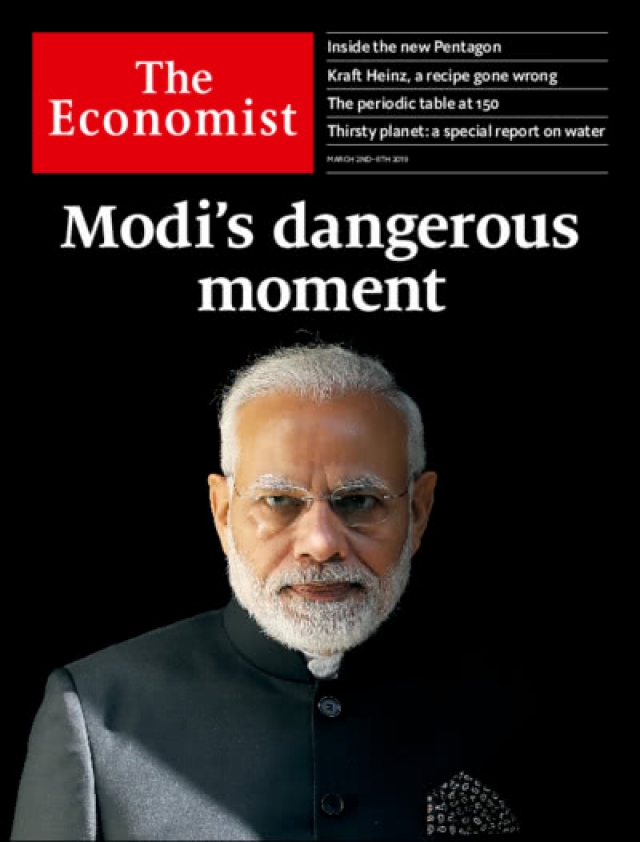 The
Economist
Inside the new Pentagon
Kraft Heinz, a recipe gone wrong
The periodic table at 150
Thirsty planet: a special report on water
MARCH 2ND–8TH 2019
Modi's dangerous
moment